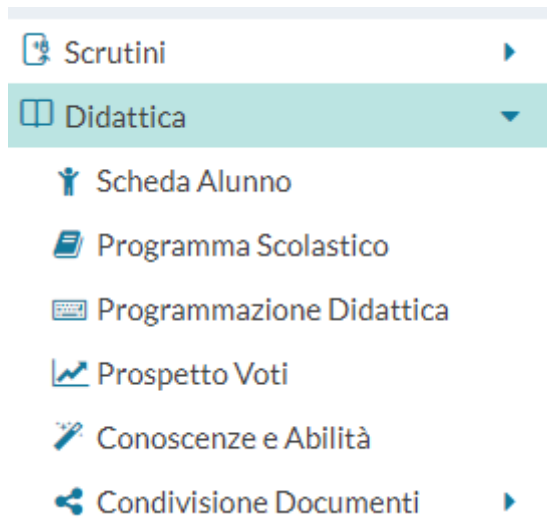 Scrutini
Didattica
Scheda Alunno
Programma Scolastico
Programmazione Didattica
Prospetto Voti
Conoscenze e Abilità
Condivisione Documenti